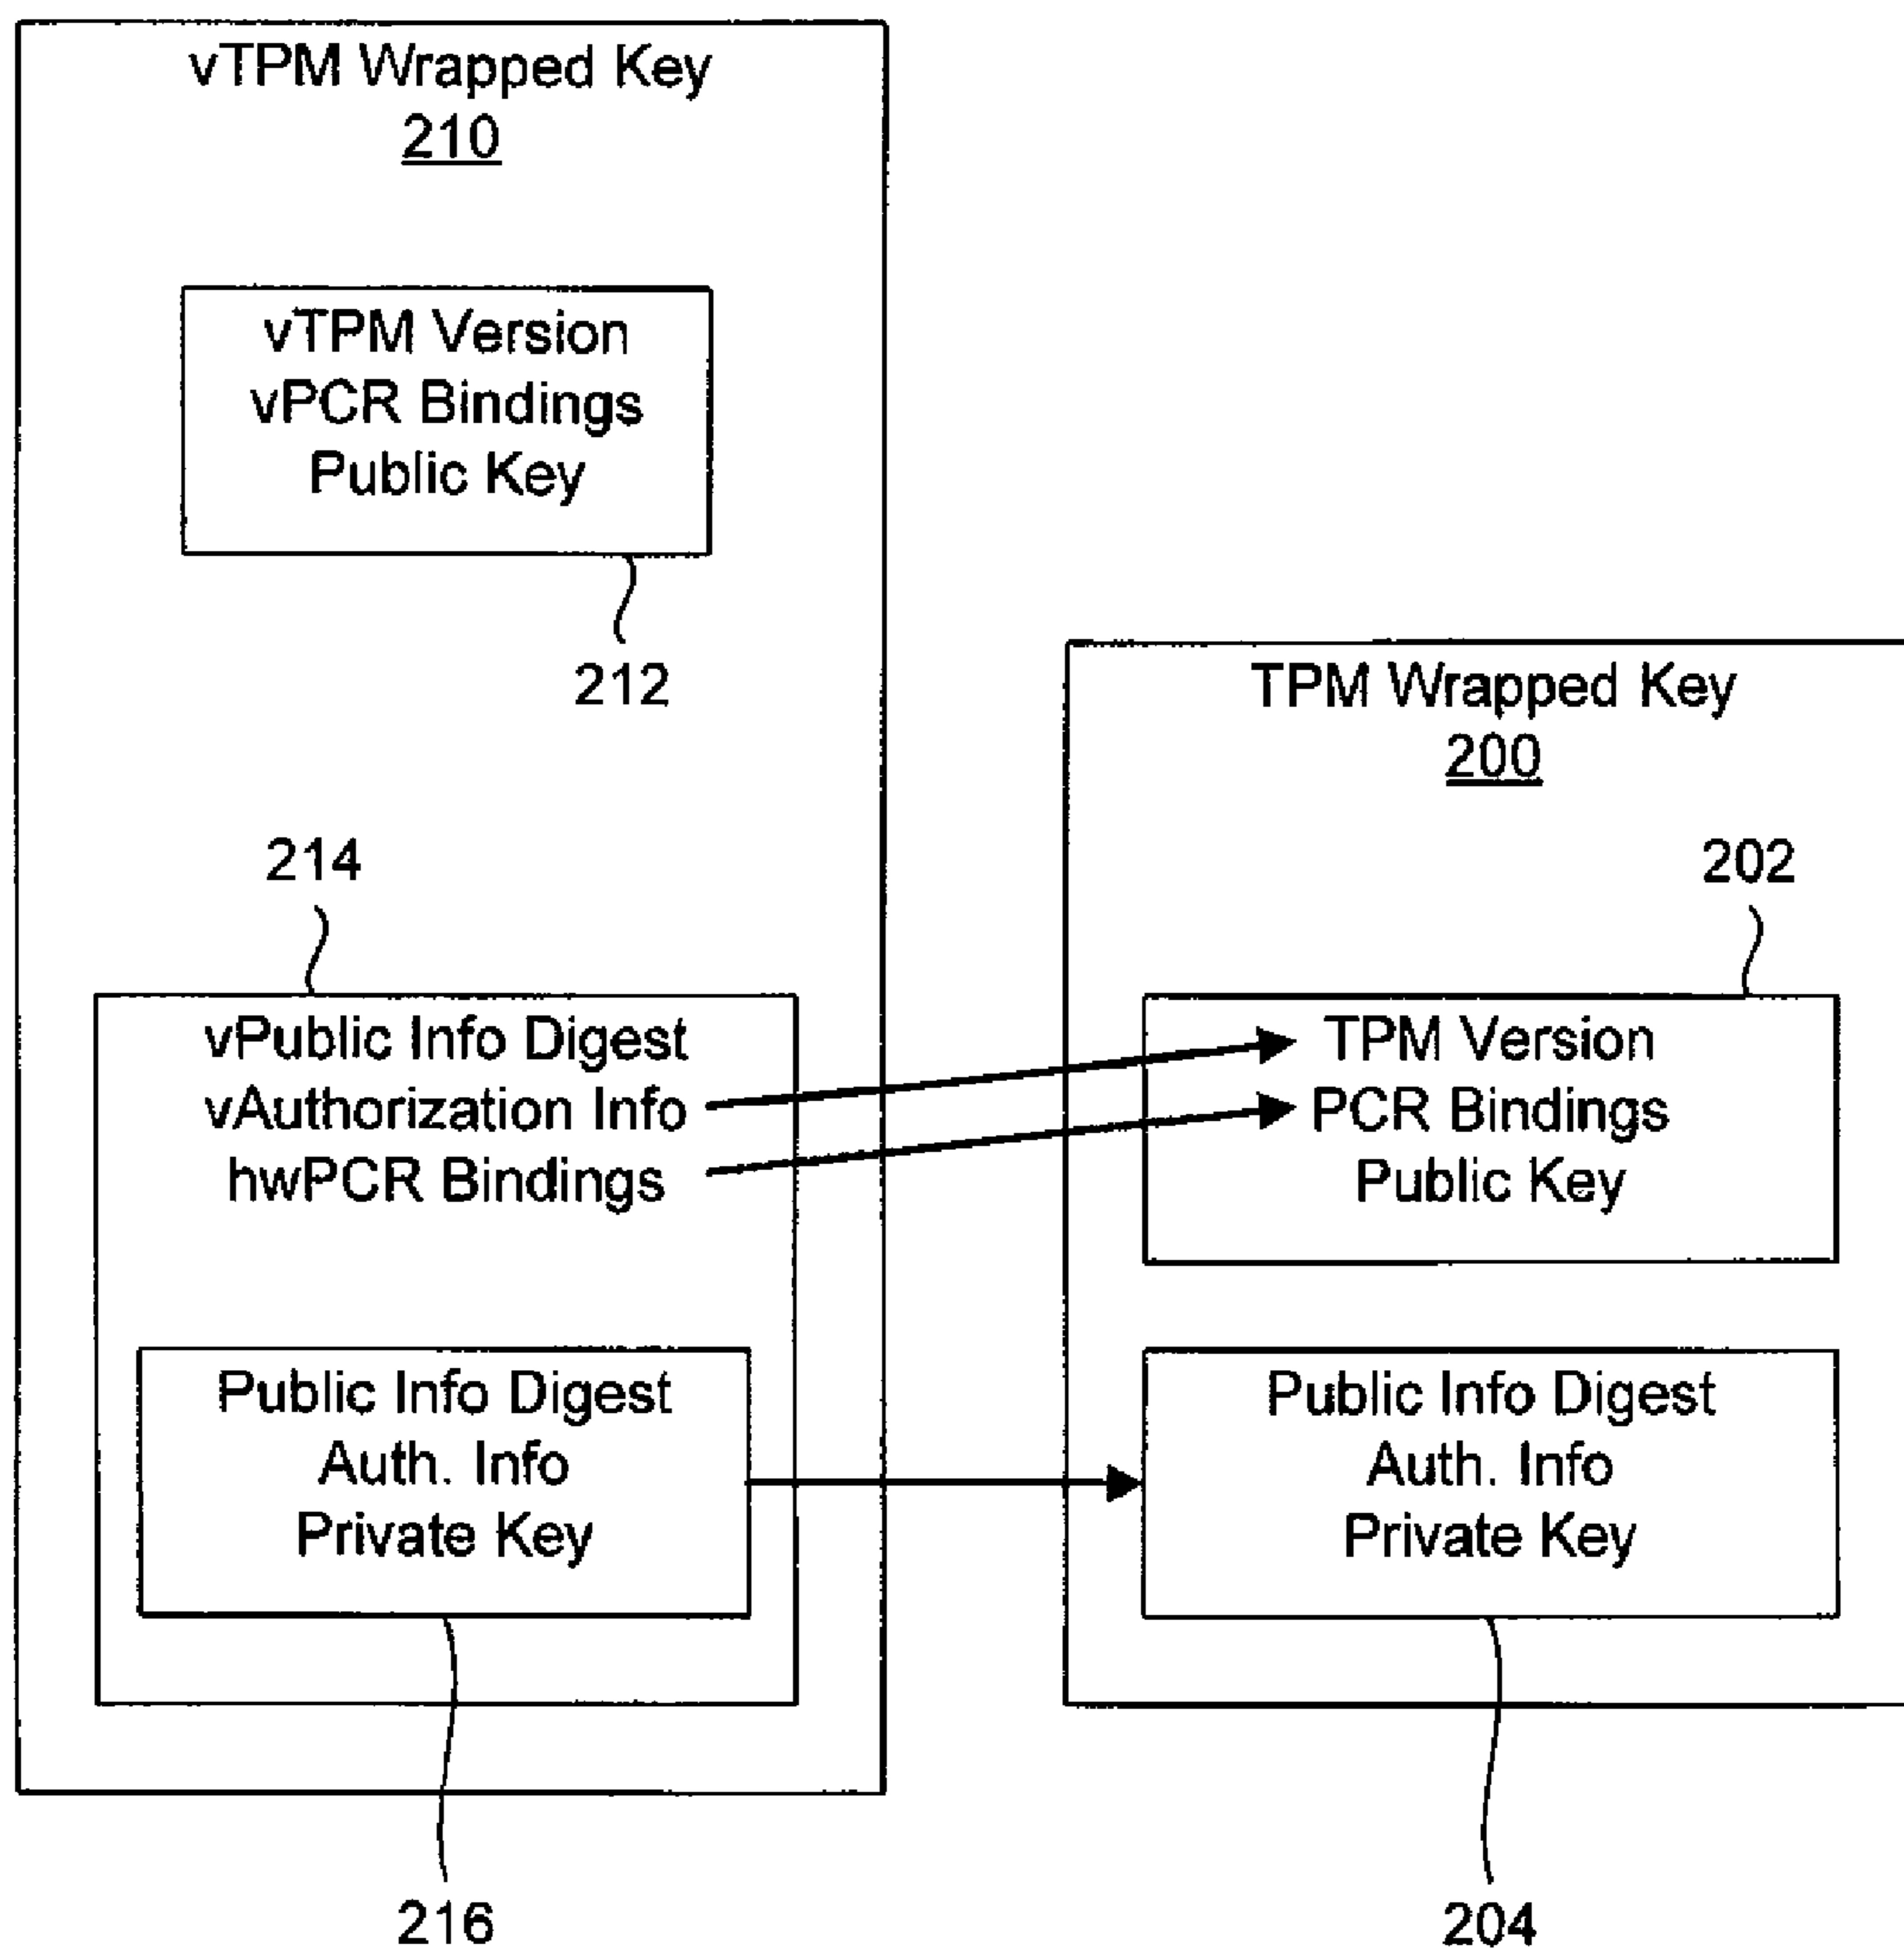 vTPM Wrapped Key
210
vTPM Version
vPCR Bindings
Public Key
212
214
vPublic Info Digest
vAuthorization Info
hwPCR Bindings
Public Info Digest
Auth. Info
Private Key
216
TPM Wrapped Key
200
202
TPM Version
PCR Bindings
Public Key
Public Info Digest
Auth. Info
Private Key
204